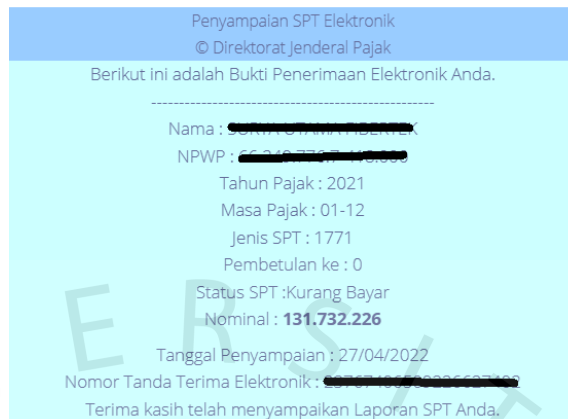 Penyampaian SPT Elektronik
© Direktorat Jenderal Pajak
Berikut ini adalah Bukti Penerimaan Elektronik Anda.
------------------------------------------------------
Nama :
NPWP :
Tahun Pajak : 2021
Masa Pajak : 01-12
Jenis SPT : 1771
Pembetulan ke : 0
Status SPT :Kurang Bayar
Nominal : 131.732.226
Tanggal Penyampaian : 27/04/2022
Nomor Tanda Terima Elektronik :
Terima kasih telah menyampaikan Laporan SPT Anda.
E R S I T